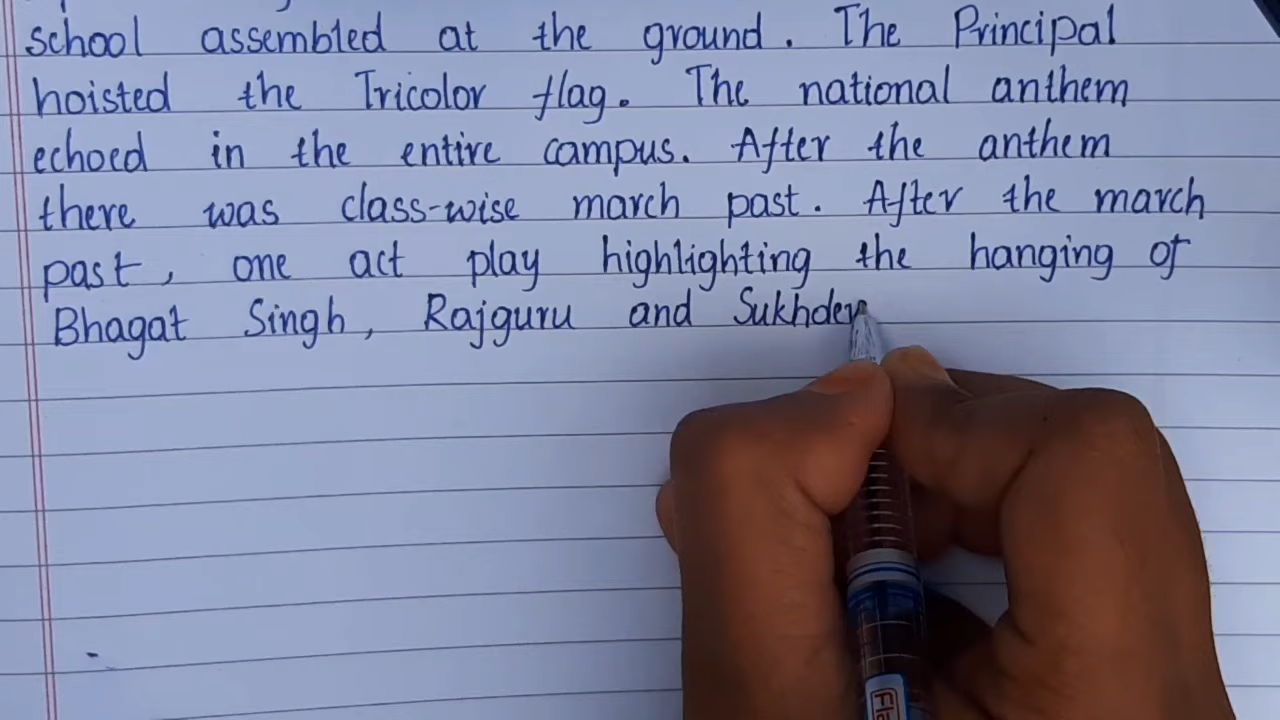 school assembled at the ground. The Principal
hoisted the Tricolor flag. The national anthem
echoed in the entire campus. After the anthem
there was class-wise march past. After the march
past, one act play highlighting the hanging of
Bhagat Singh, Rajguru and Sukhdev